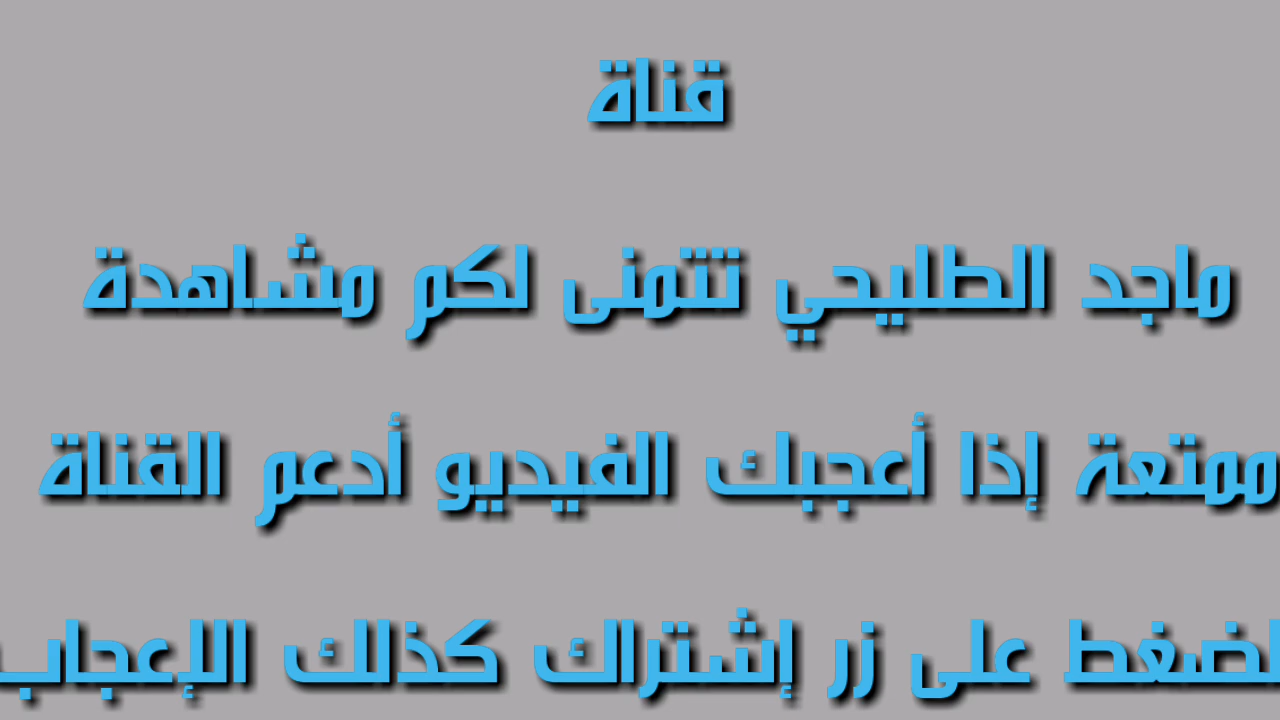 قناة
ماجد الطليحي تتمنى لكم مشاهدة
ممتعة إذا أعجبك الفيديو أدعم القناة
لضغط على زر إشتراك كذلك الإعجاب